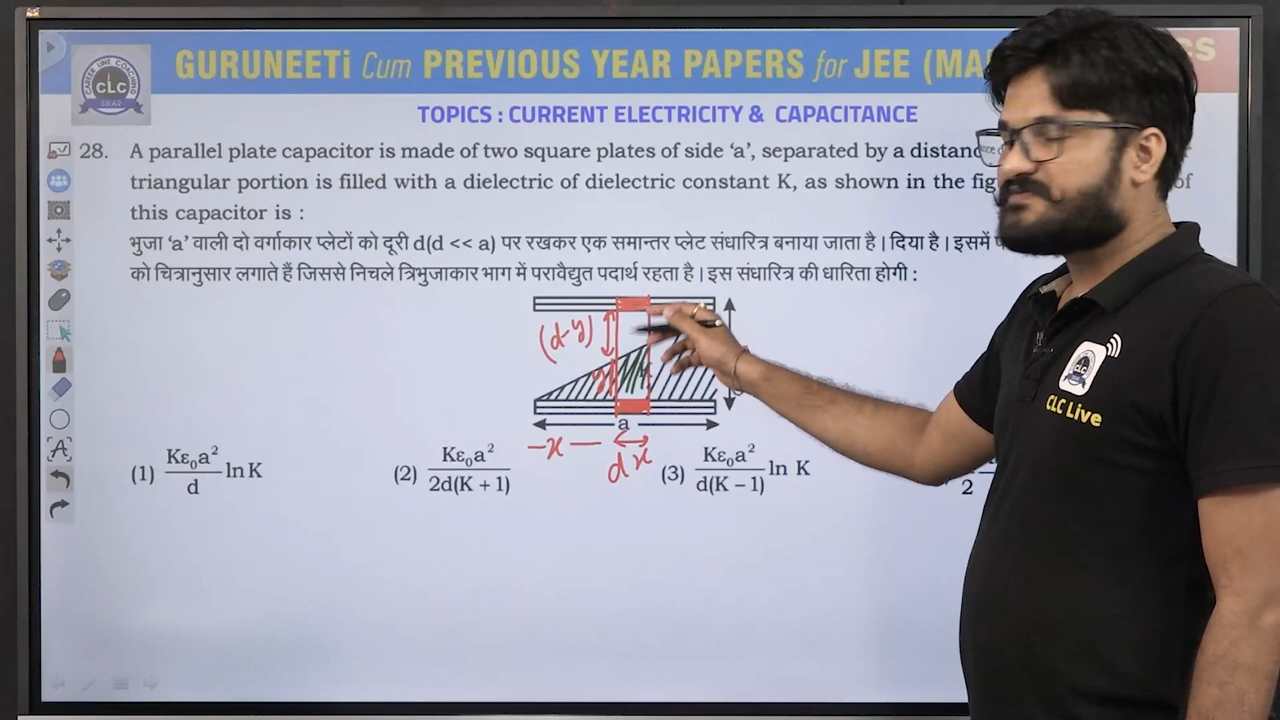 GURUNEETi Cum PREVIOUS YEAR PAPERS for JEE (MA
CLC
SIKAR
TOPICS : CURRENT ELECTRICITY & CAPACITANCE
28. A parallel plate capacitor is made of two square plates of side ‘a’, separated by a distanc
triangular portion is filled with a dielectric of dielectric constant K, as shown in the fig of
this capacitor is :
भुजा ‘a’ वाली दो वर्गाकार प्लेटों को दूरी d(d << a) पर रखकर एक समान्तर प्लेट संधारित्र बनाया जाता है। दिया है। इसमें
को चित्रानुसार लगाते हैं जिससे निचले त्रिभुजाकार भाग में परावैद्युत पदार्थ रहता है। इस संधारित्र की धारिता होगी :
(d-y)
y
a
x
dx
(1) Kε₀a²/d ln K (2) Kε₀a²/2d(K + 1) (3) Kε₀a²/d(K – 1) ln K
2
CLC Live